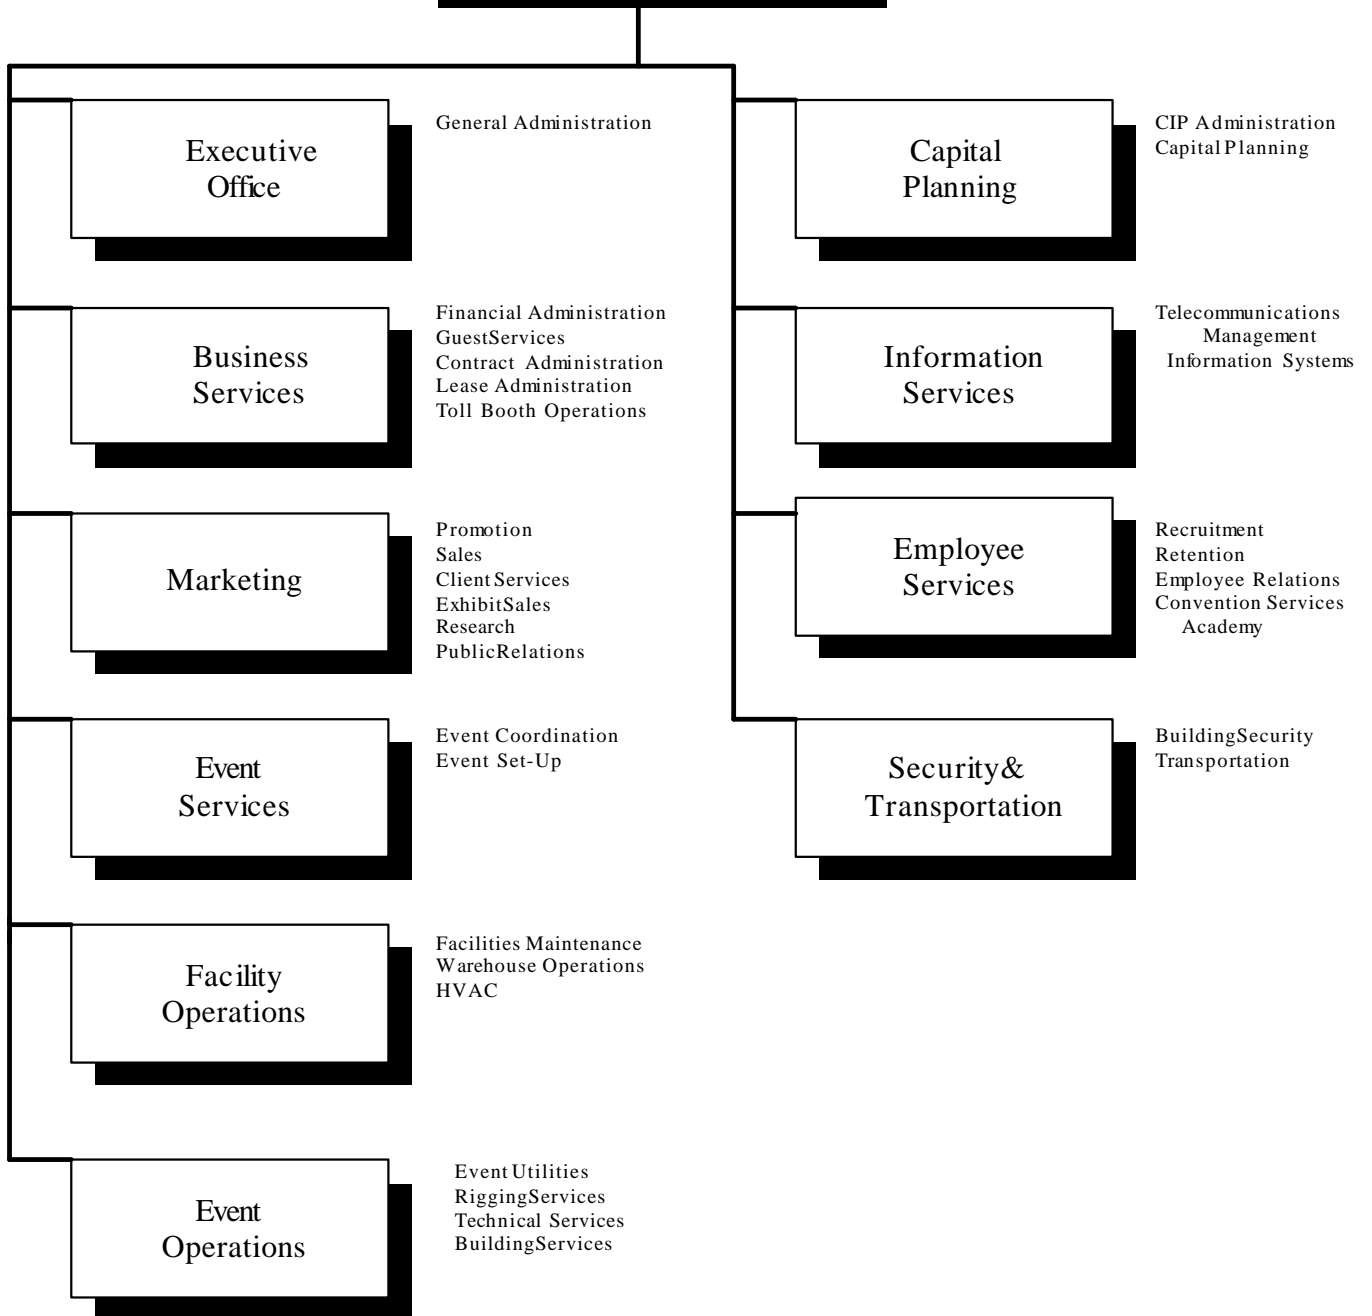 Executive
Office
General Administration
Business
Services
Financial Administration
GuestServices
Contract Administration
Lease Administration
Toll Booth Operations
Marketing
Promotion
Sales
Client Services
ExhibitSales
Research
PublicRelations
Event
Services
Event Coordination
Event Set-Up
Facility
Operations
Facilities Maintenance
Warehouse Operations
HVAC
Event
Operations
Event Utilities
RiggingServices
Technical Services
BuildingServices
Capital
Planning
CIP Administration
Capital Planning
Information
Services
Telecommunications
Management
Information Systems
Employee
Services
Recruitment
Retention
Employee Relations
Convention Services
Academy
Security&
Transportation
BuildingSecurity
Transportation